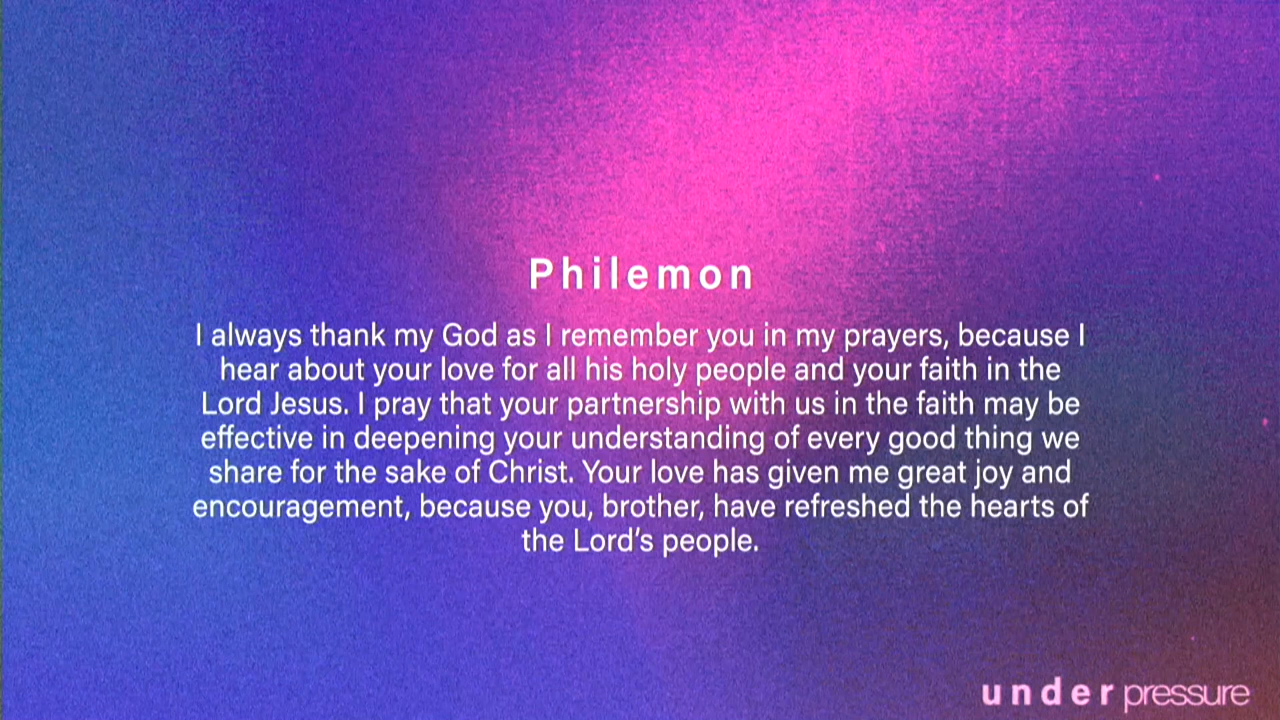 Philemon
I always thank my God as I remember you in my prayers, because I
hear about your love for all his holy people and your faith in the
Lord Jesus. I pray that your partnership with us in the faith may be
effective in deepening your understanding of every good thing we
share for the sake of Christ. Your love has given me great joy and
encouragement, because you, brother, have refreshed the hearts of
the Lord’s people.
under pressure